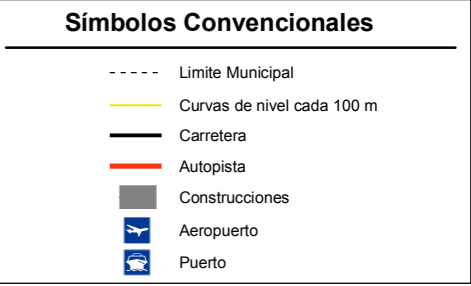 Símbolos Convencionales
Limite Municipal
Curvas de nivel cada 100 m
Carretera
Autopista
Construcciones
Aeropuerto
Puerto